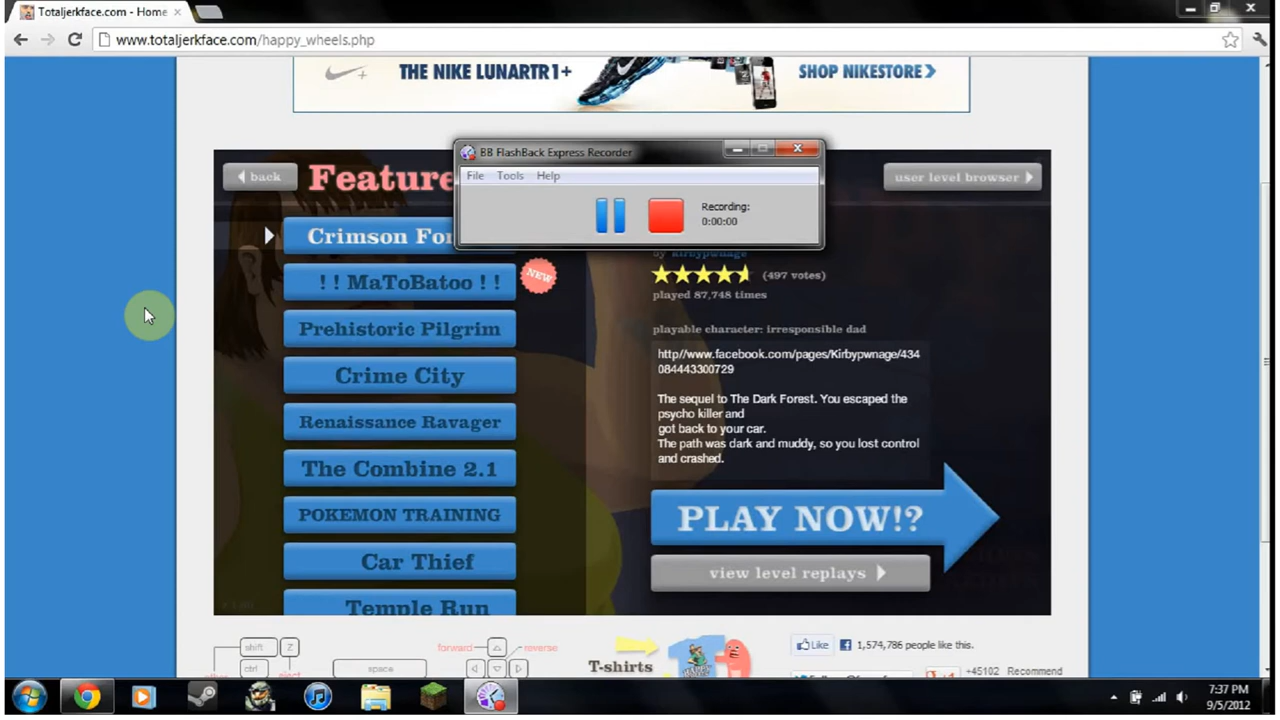 Totaljerkface.com - Home
www.totaljerkface.com/happy_wheels.php
THE NIKE LUNARTR1+
SHOP NIKESTORE
BB FlashBack Express Recorder
File Tools Help
Recording:
0:00:00
back
Feature
user level browser
Crimson Fo
by kirbypwnage
! ! MaToBatoo ! !
NEW
(497 votes)
played 87,748 times
Prehistoric Pilgrim
playable character: irresponsible dad
http//www.facebook.com/pages/Kirbypwnage/434
084443300729
Crime City
The sequel to The Dark Forest. You escaped the
psycho killer and
got back to your car.
The path was dark and muddy, so you lost control
and crashed.
Renaissance Ravager
The Combine 2.1
POKEMON TRAINING
PLAY NOW!?
Car Thief
view level replays
Temple Run
shift Z
forward
reverse
ctrl
eject
space
T-shirts
Like
1,574,786 people like this.
+45102 Recommend
7:37 PM
9/5/2012